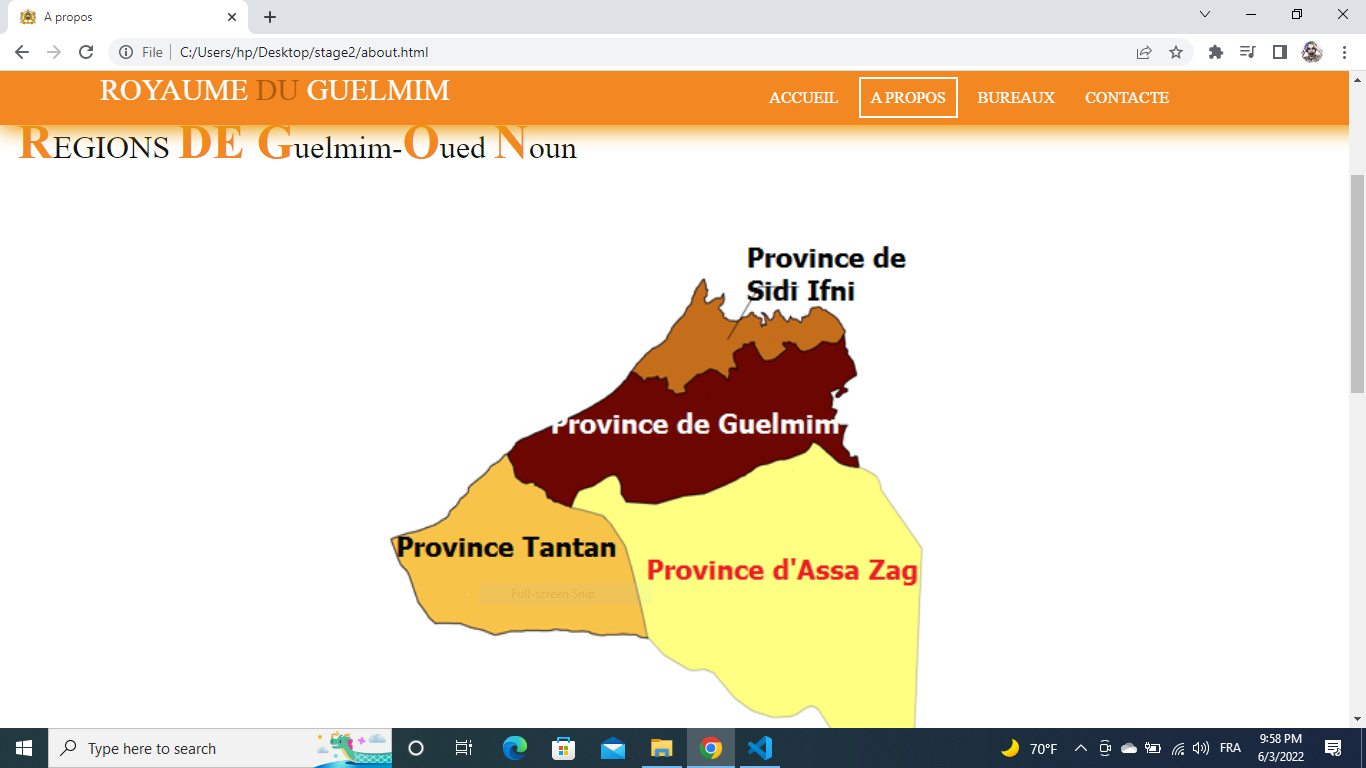 A propos
File
C:/Users/hp/Desktop/stage2/about.html
ROYAUME DU GUELMIM
ACCUEIL
A PROPOS
BUREAUX
CONTACTE
REGIONS DE Guelmim-Oued Noun
Province de
Sidi Ifni
Province de Guelmim
Province Tantan
Province d'Assa Zag
Full-screen Snip
Type here to search
70°F
FRA
9:58 PM
6/3/2022